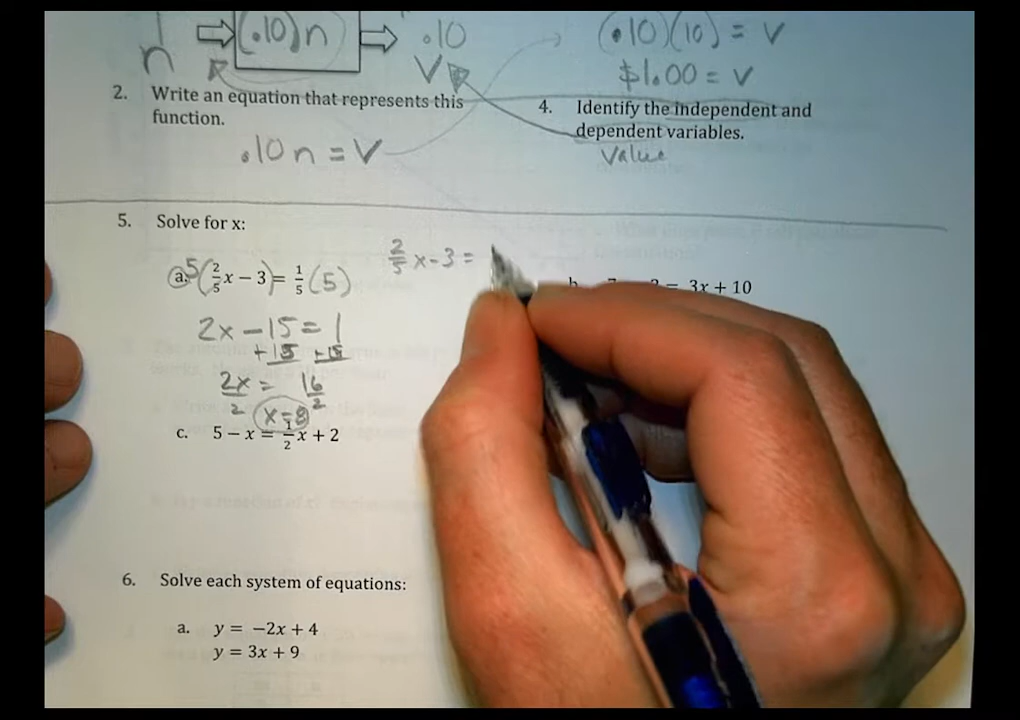 n
(.10)n
.10
V
(.10)(10) = V
$1.00 = V
2. Write an equation that represents this
function.
.10n = V
4. Identify the independent and
dependent variables.
Value
5. Solve for x:
a. 5(2/5 x − 3) = 1/5 (5)
2x − 15 = 1
+15 +15
2x = 16
2 2
x = 8
2/5 x − 3 =
3x + 10
c. 5 − x = 1/2 x + 2
6. Solve each system of equations:
a. y = −2x + 4
y = 3x + 9